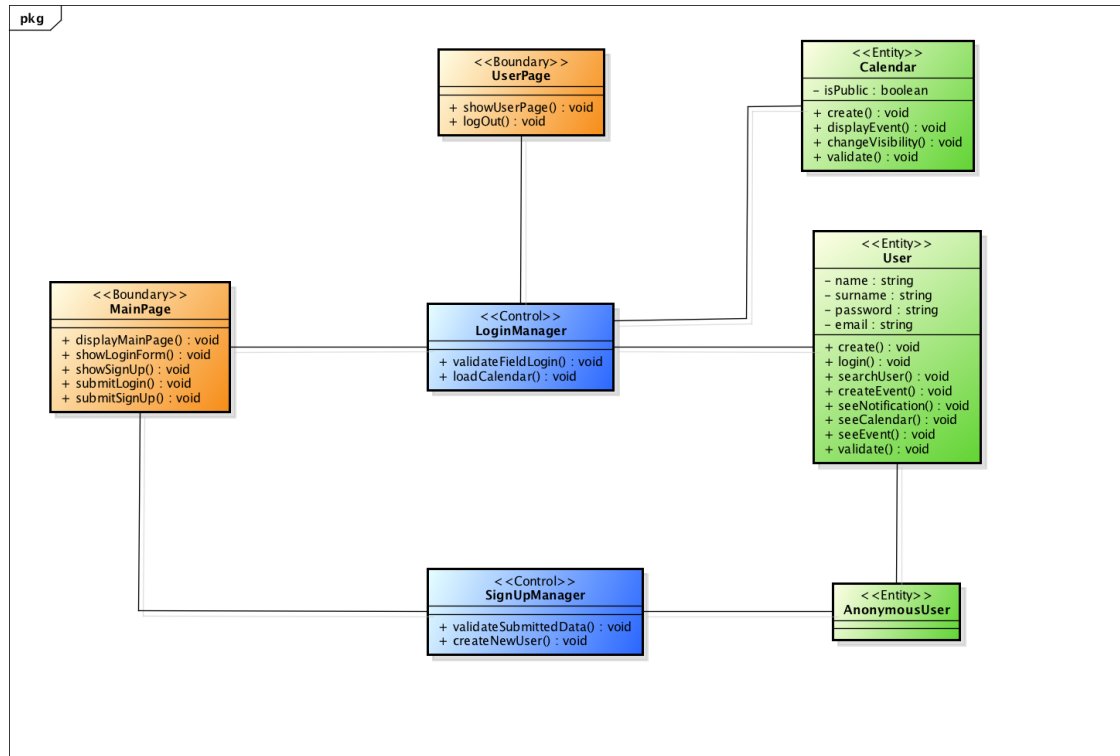 pkg
<<Boundary>>
UserPage
+ showUserPage() : void
+ logOut() : void
<<Entity>>
Calendar
− isPublic : boolean
+ create() : void
+ displayEvent() : void
+ changeVisibility() : void
+ validate() : void
<<Entity>>
User
− name : string
− surname : string
− password : string
− email : string
+ create() : void
+ login() : void
+ searchUser() : void
+ createEvent() : void
+ seeNotification() : void
+ seeCalendar() : void
+ seeEvent() : void
+ validate() : void
<<Boundary>>
MainPage
+ displayMainPage() : void
+ showLoginForm() : void
+ showSignUp() : void
+ submitLogin() : void
+ submitSignUp() : void
<<Control>>
LoginManager
+ validateFieldLogin() : void
+ loadCalendar() : void
<<Control>>
SignUpManager
+ validateSubmittedData() : void
+ createNewUser() : void
<<Entity>>
AnonymousUser